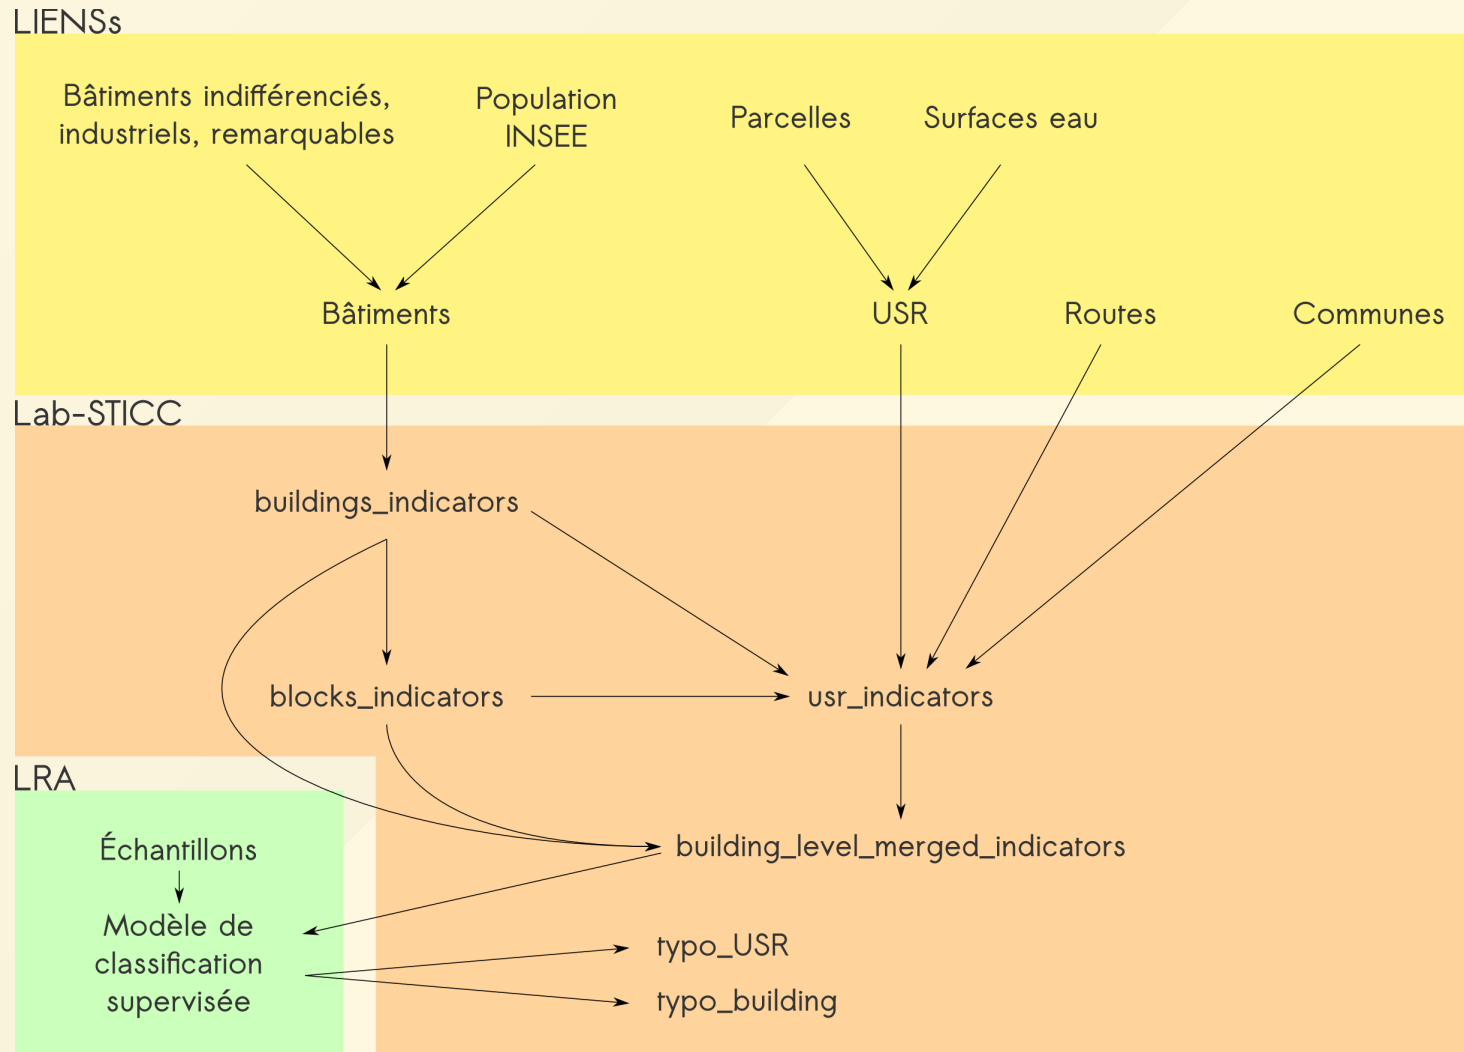 LIENSs
Bâtiments indifférenciés,
industriels, remarquables
Population
INSEE
Parcelles
Surfaces eau
Bâtiments
USR
Routes
Communes
Lab-STICC
buildings_indicators
blocks_indicators
usr_indicators
LRA
Échantillons
building_level_merged_indicators
Modèle de
classification
supervisée
typo_USR
typo_building